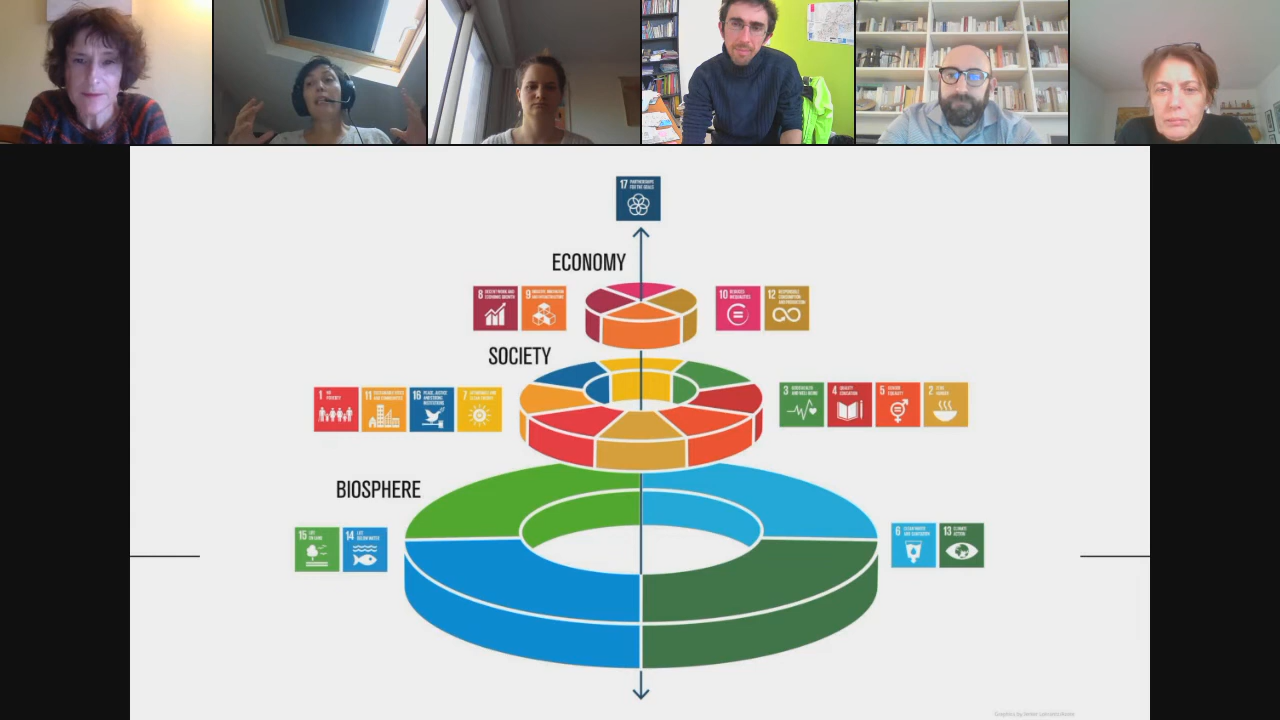 17 PARTNERSHIPS
FOR THE GOALS
ECONOMY
8 DECENT WORK AND
ECONOMIC GROWTH
9 INDUSTRY, INNOVATION
AND INFRASTRUCTURE
10 REDUCED
INEQUALITIES
12 RESPONSIBLE
CONSUMPTION
AND PRODUCTION
SOCIETY
1 NO
POVERTY
11 SUSTAINABLE CITIES
AND COMMUNITIES
16 PEACE, JUSTICE
AND STRONG
INSTITUTIONS
7 AFFORDABLE AND
CLEAN ENERGY
3 GOOD HEALTH
AND WELL-BEING
4 QUALITY
EDUCATION
5 GENDER
EQUALITY
2 ZERO
HUNGER
BIOSPHERE
15 LIFE
ON LAND
14 LIFE
BELOW WATER
6 CLEAN WATER
AND SANITATION
13 CLIMATE
ACTION